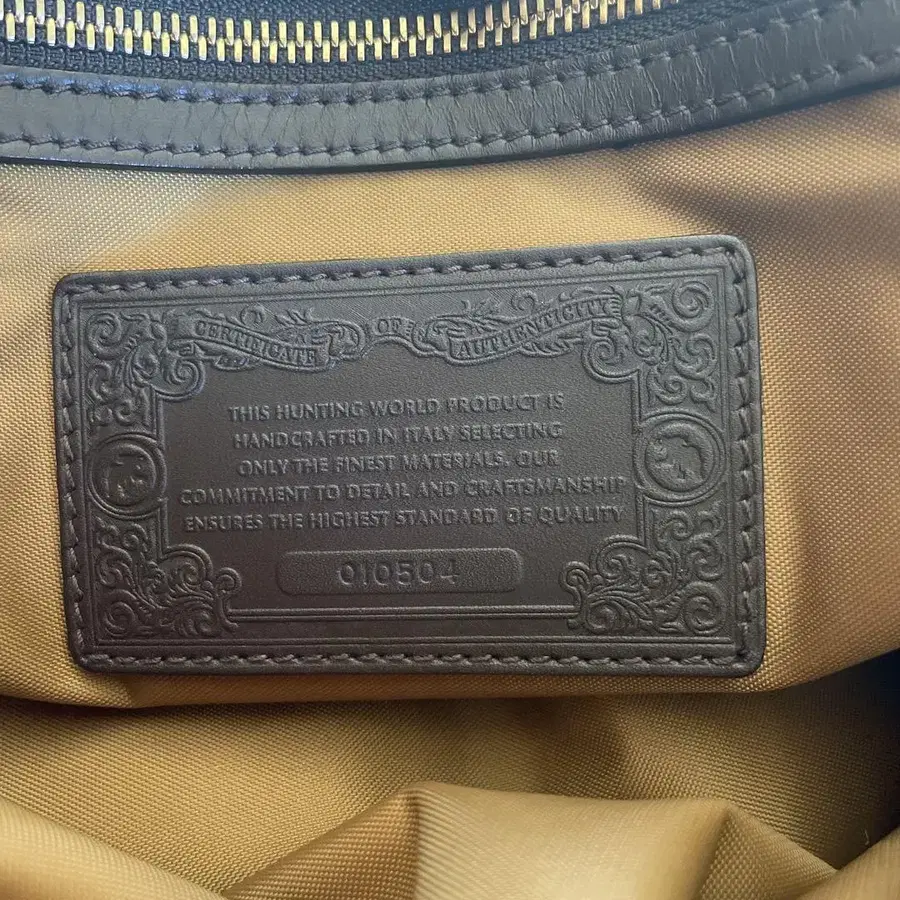 CERTIFICATE OF AUTHENTICITY
THIS HUNTING WORLD PRODUCT IS
HANDCRAFTED IN ITALY SELECTING
ONLY THE FINEST MATERIALS. OUR
COMMITMENT TO DETAIL AND CRAFTSMANSHIP
ENSURES THE HIGHEST STANDARD OF QUALITY
010504